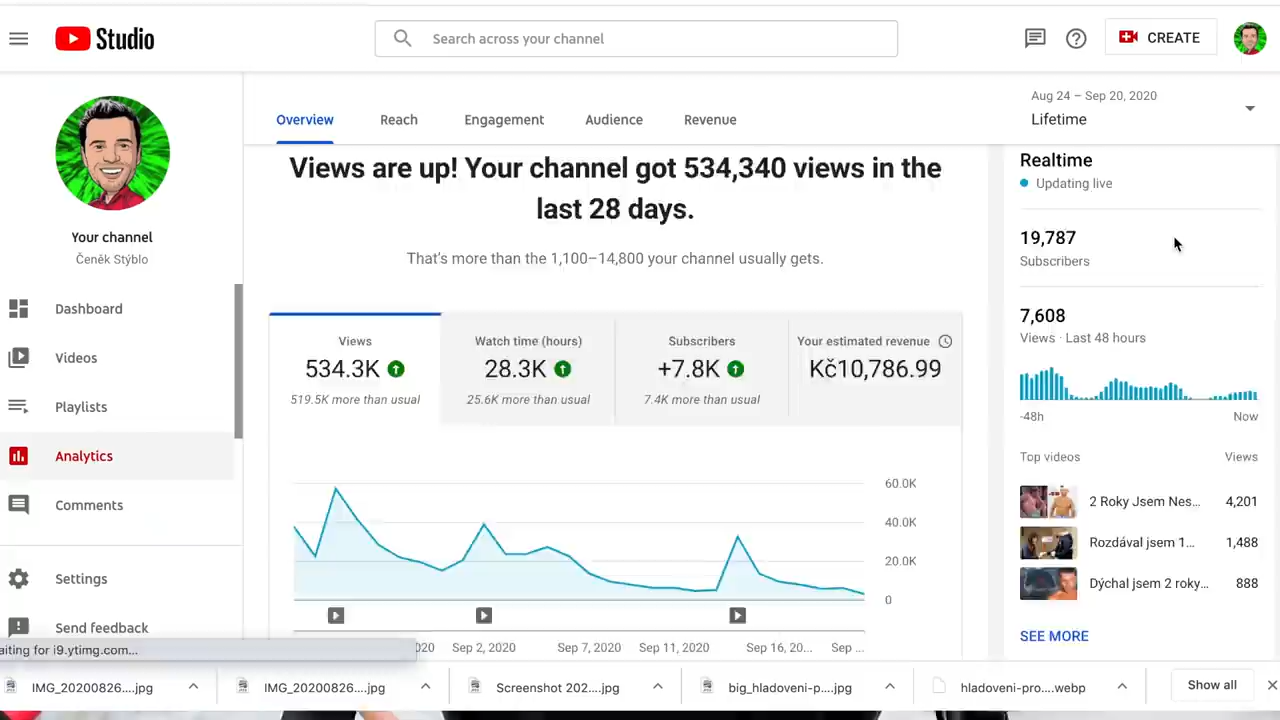 Studio
Search across your channel
CREATE
Your channel
Čeněk Stýblo
Dashboard
Videos
Playlists
Analytics
Comments
Settings
Send feedback
Overview
Reach
Engagement
Audience
Revenue
Aug 24 – Sep 20, 2020
Lifetime
Views are up! Your channel got 534,340 views in the
last 28 days.
That's more than the 1,100–14,800 your channel usually gets.
Views
534.3K
519.5K more than usual
Watch time (hours)
28.3K
25.6K more than usual
Subscribers
+7.8K
7.4K more than usual
Your estimated revenue
Kč10,786.99
60.0K
40.0K
20.0K
0
2020
Sep 2, 2020
Sep 7, 2020
Sep 11, 2020
Sep 16, 20...
Sep ...
Realtime
Updating live
19,787
Subscribers
7,608
Views · Last 48 hours
-48h
Now
Top videos
Views
2 Roky Jsem Nes...
4,201
Rozdával jsem 1...
1,488
Dýchal jsem 2 roky...
888
SEE MORE
aiting for i9.ytimg.com...
IMG_20200826....jpg
IMG_20200826....jpg
Screenshot 202....jpg
big_hladoveni-p....jpg
hladoveni-pro....webp
Show all